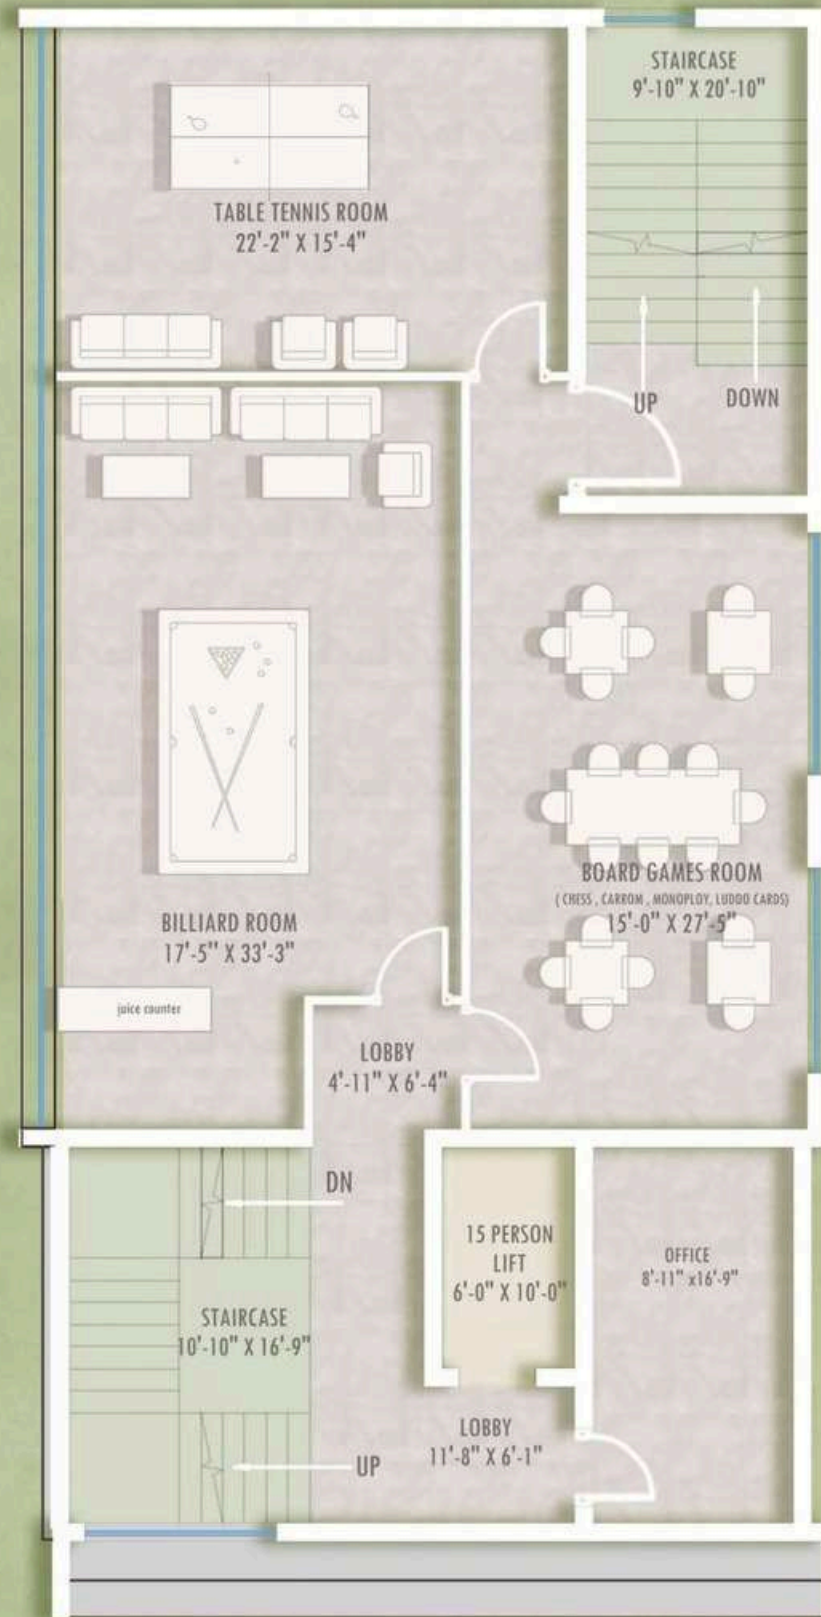 STAIRCASE
9'-10" X 20'-10"
TABLE TENNIS ROOM
22'-2" X 15'-4"
UP
DOWN
BOARD GAMES ROOM
( CHESS , CARROM , MONOPLOY, LUDDO CARDS)
15'-0" X 27'-5"
BILLIARD ROOM
17'-5" X 33'-3"
juice counter
LOBBY
4'-11" X 6'-4"
DN
15 PERSON
LIFT
6'-0" X 10'-0"
OFFICE
8'-11" x16'-9"
STAIRCASE
10'-10" X 16'-9"
LOBBY
11'-8" X 6'-1"
UP